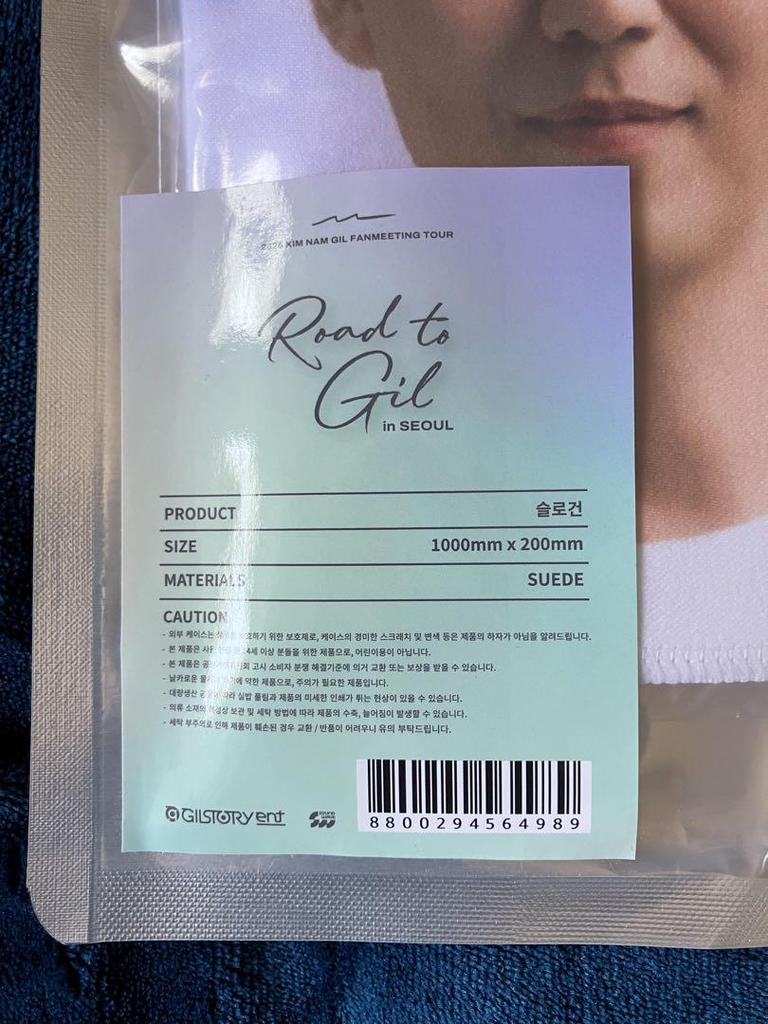 KIM NAM GIL FANMEETING TOUR
Road to
Gil
in SEOUL
PRODUCT 슬로건
SIZE 1000mm x 200mm
MATERIALS SUEDE
CAUTION
- 외부 케이스는 위한 보호제로, 케이스의 경미한 스크래치 및 변색 등은 제품의 하자가 아님을 알려드립니다.
- 본 제품은 14세 이상 분들을 위한 제품으로, 어린이용이 아닙니다.
- 본 제품은 고시 소비자 분쟁 해결기준에 의거 교환 또는 보상을 받을 수 있습니다.
- 날카로운 약한 제품으로, 주의가 필요한 제품입니다.
- 대량생산 실밥 풀림과 제품의 미세한 인쇄가 튀는 현상이 있을 수 있습니다.
- 의류 소재의 보관 및 세탁 방법에 따라 제품의 수축, 늘어짐이 발생할 수 있습니다.
- 세탁 부주의로 인해 제품이 훼손된 경우 교환 / 반품이 어려우니 유의 부탁드립니다.
GILSTORY ent
8800294564989